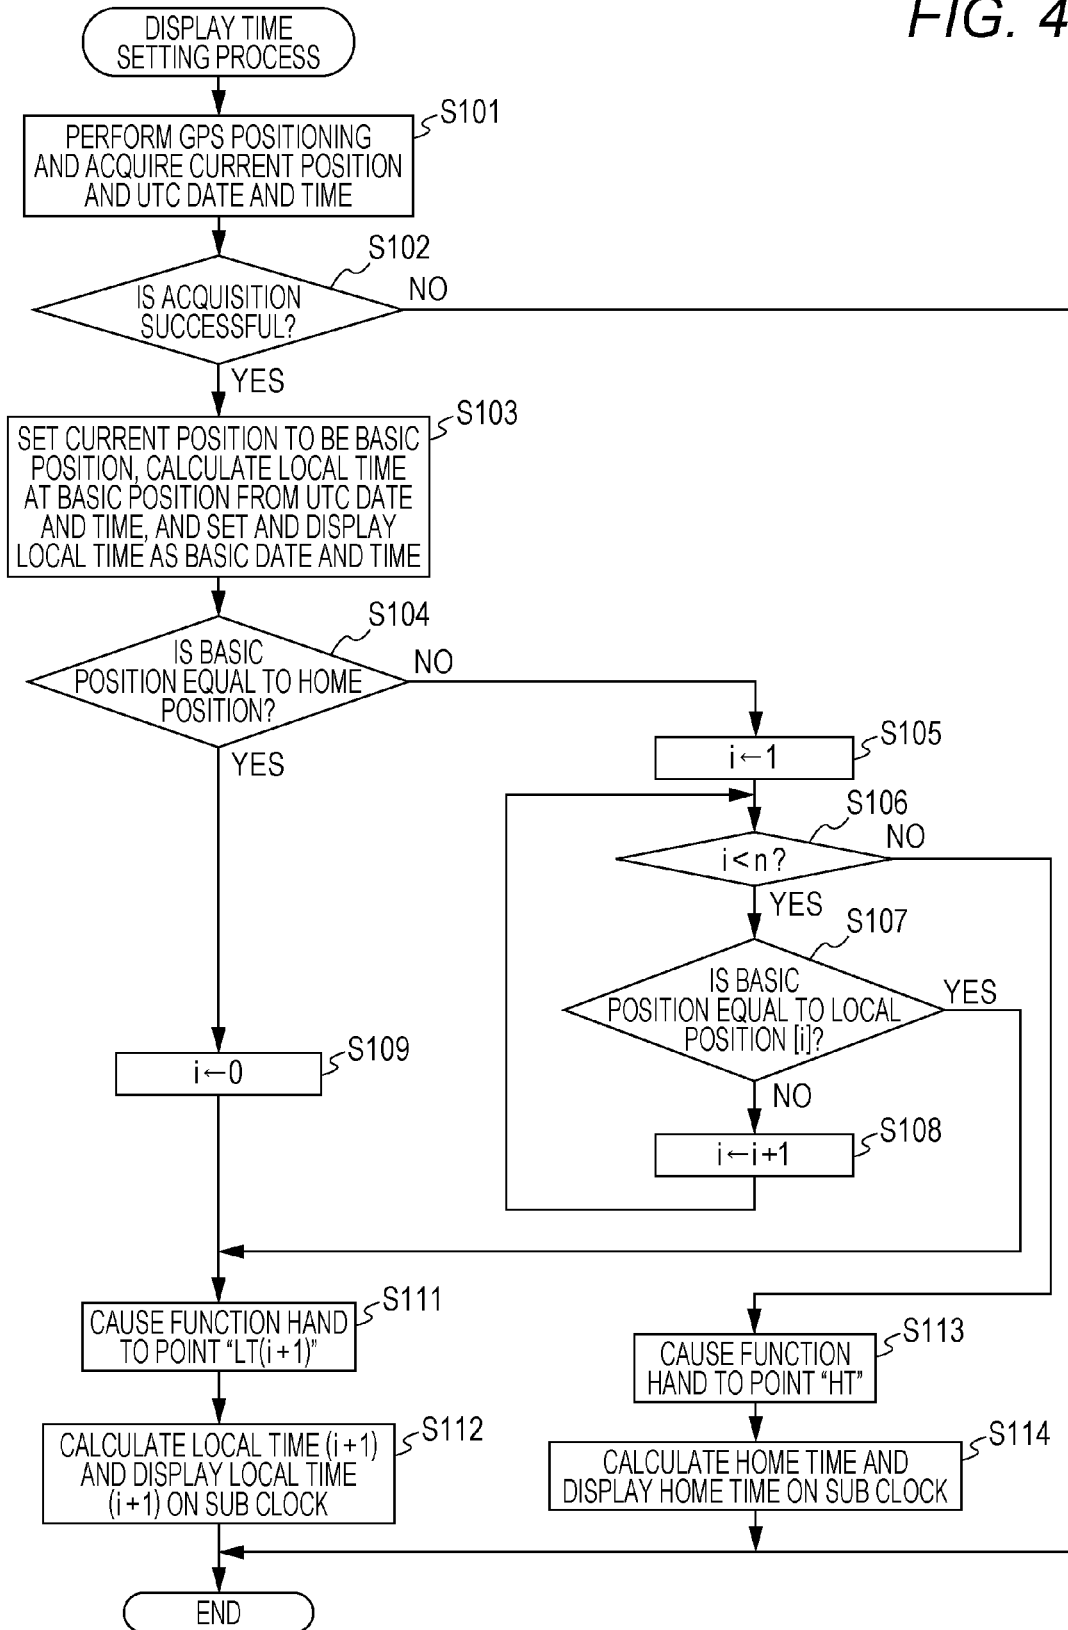 FIG. 4
DISPLAY TIME
SETTING PROCESS
S101
PERFORM GPS POSITIONING
AND ACQUIRE CURRENT POSITION
AND UTC DATE AND TIME
S102
IS ACQUISITION
SUCCESSFUL?
NO
YES
S103
SET CURRENT POSITION TO BE BASIC
POSITION, CALCULATE LOCAL TIME
AT BASIC POSITION FROM UTC DATE
AND TIME, AND SET AND DISPLAY
LOCAL TIME AS BASIC DATE AND TIME
S104
IS BASIC
POSITION EQUAL TO HOME
POSITION?
NO
YES
S105
i←1
S106
i<n?
NO
YES
S107
IS BASIC
POSITION EQUAL TO LOCAL
POSITION [i]?
YES
NO
S108
i←i+1
S109
i←0
S111
CAUSE FUNCTION HAND
TO POINT “LT(i+1)”
S112
CALCULATE LOCAL TIME (i+1)
AND DISPLAY LOCAL TIME
(i+1) ON SUB CLOCK
S113
CAUSE FUNCTION
HAND TO POINT “HT”
S114
CALCULATE HOME TIME AND
DISPLAY HOME TIME ON SUB CLOCK
END